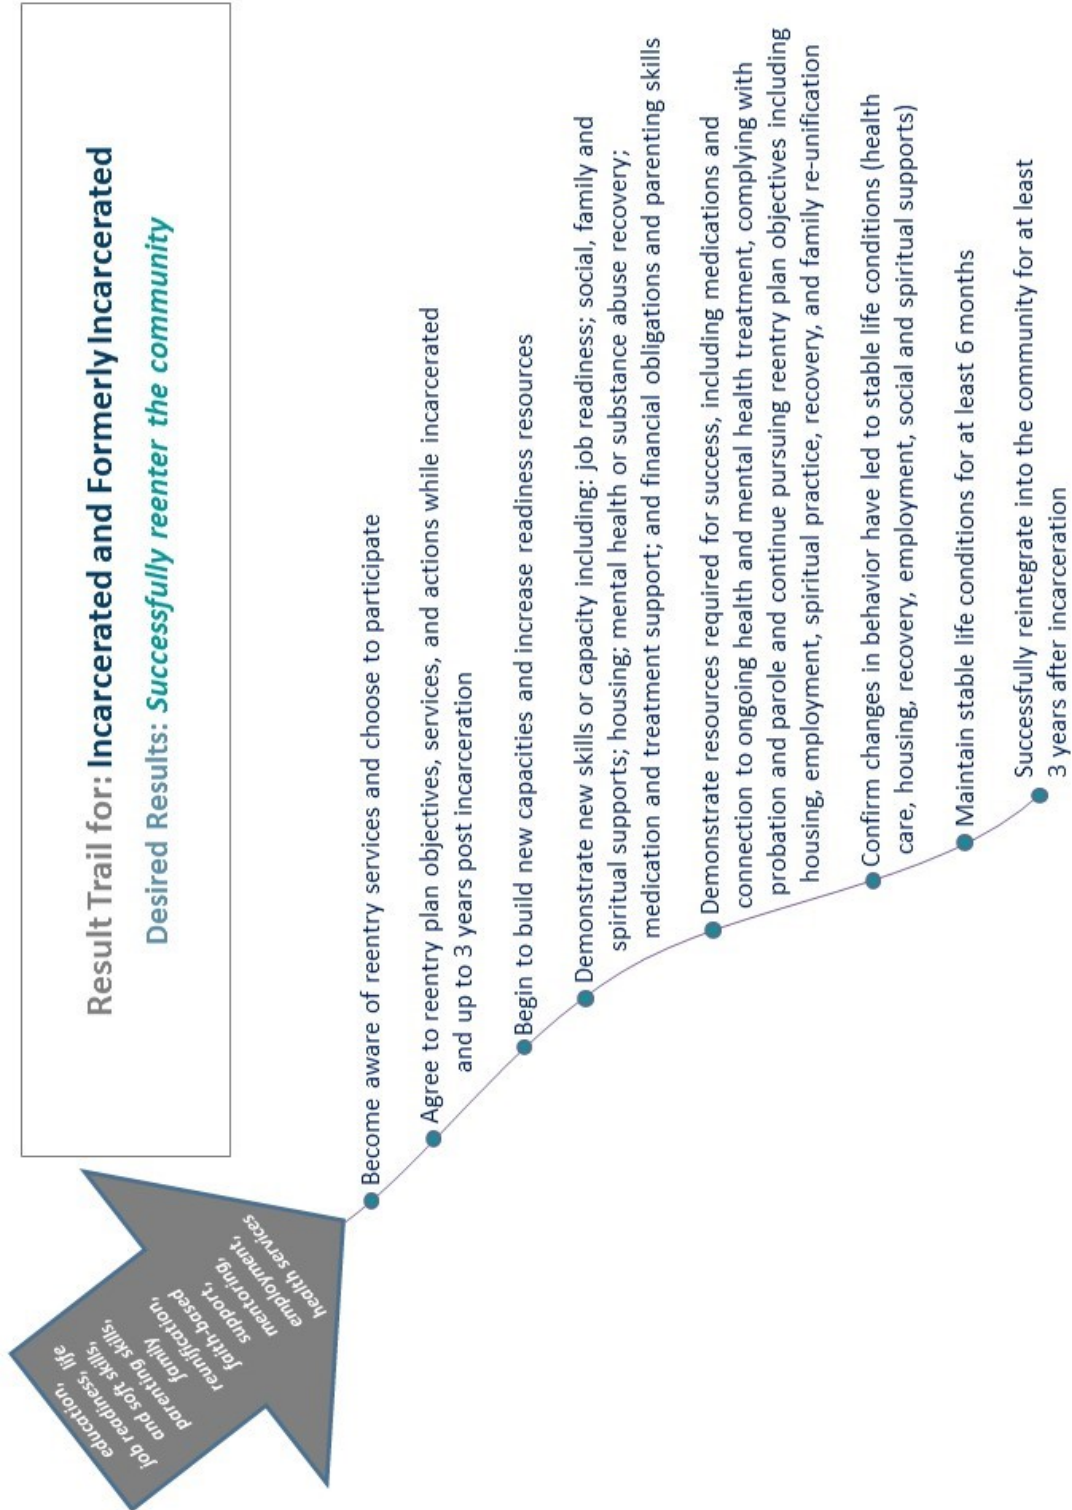 Result Trail for: Incarcerated and Formerly Incarcerated
Desired Results: Successfully reenter the community
education,
job readiness, life
and soft skills,
parenting skills,
family
reunification,
faith-based
support,
mentoring,
employment,
health services
Become aware of reentry services and choose to participate
Agree to reentry plan objectives, services, and actions while incarcerated
and up to 3 years post incarceration
Begin to build new capacities and increase readiness resources
Demonstrate new skills or capacity including: job readiness; social, family and
spiritual supports; housing; mental health or substance abuse recovery;
medication and treatment support; and financial obligations and parenting skills
Demonstrate resources required for success, including medications and
connection to ongoing health and mental health treatment, complying with
probation and parole and continue pursuing reentry plan objectives including
housing, employment, spiritual practice, recovery, and family re-unification
Confirm changes in behavior have led to stable life conditions (health
care, housing, recovery, employment, social and spiritual supports)
Maintain stable life conditions for at least 6 months
Successfully reintegrate into the community for at least
3 years after incarceration